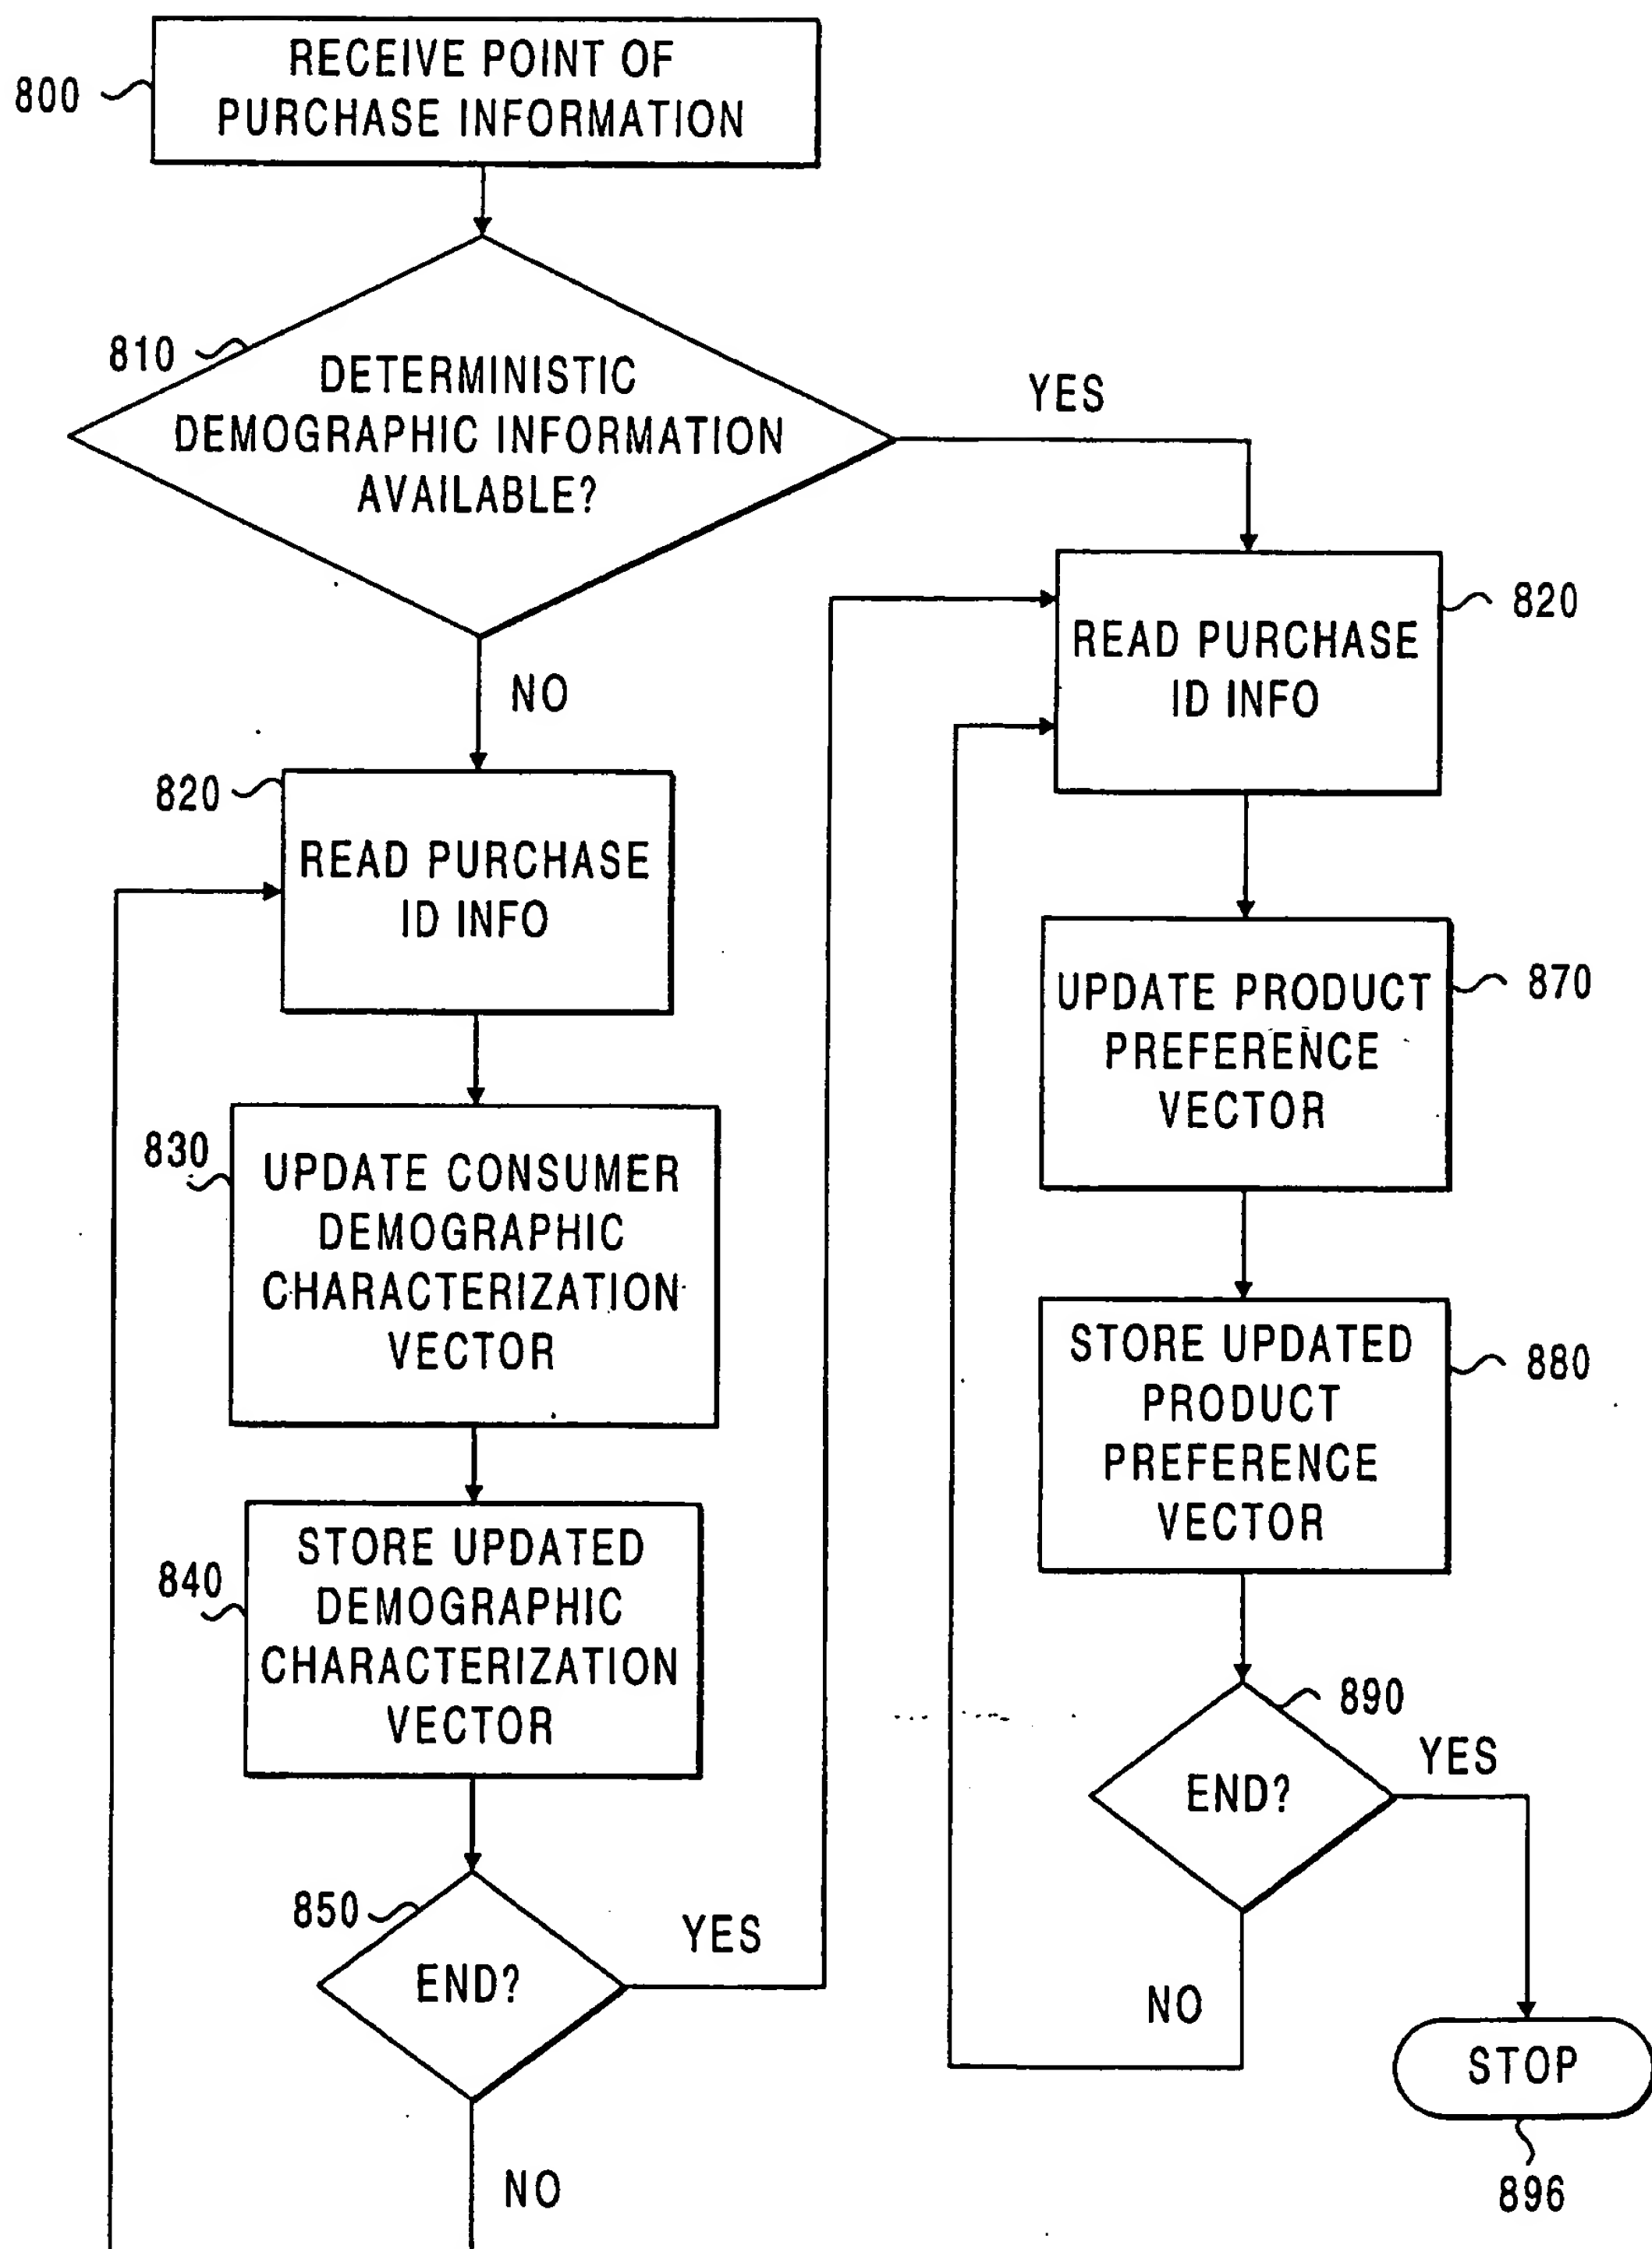 RECEIVE POINT OF
PURCHASE INFORMATION
800
810
DETERMINISTIC
DEMOGRAPHIC INFORMATION
AVAILABLE?
YES
NO
820
READ PURCHASE
ID INFO
830
UPDATE CONSUMER
DEMOGRAPHIC
CHARACTERIZATION
VECTOR
840
STORE UPDATED
DEMOGRAPHIC
CHARACTERIZATION
VECTOR
850
END?
YES
NO
820
READ PURCHASE
ID INFO
870
UPDATE PRODUCT
PREFERENCE
VECTOR
880
STORE UPDATED
PRODUCT
PREFERENCE
VECTOR
890
END?
YES
NO
STOP
896